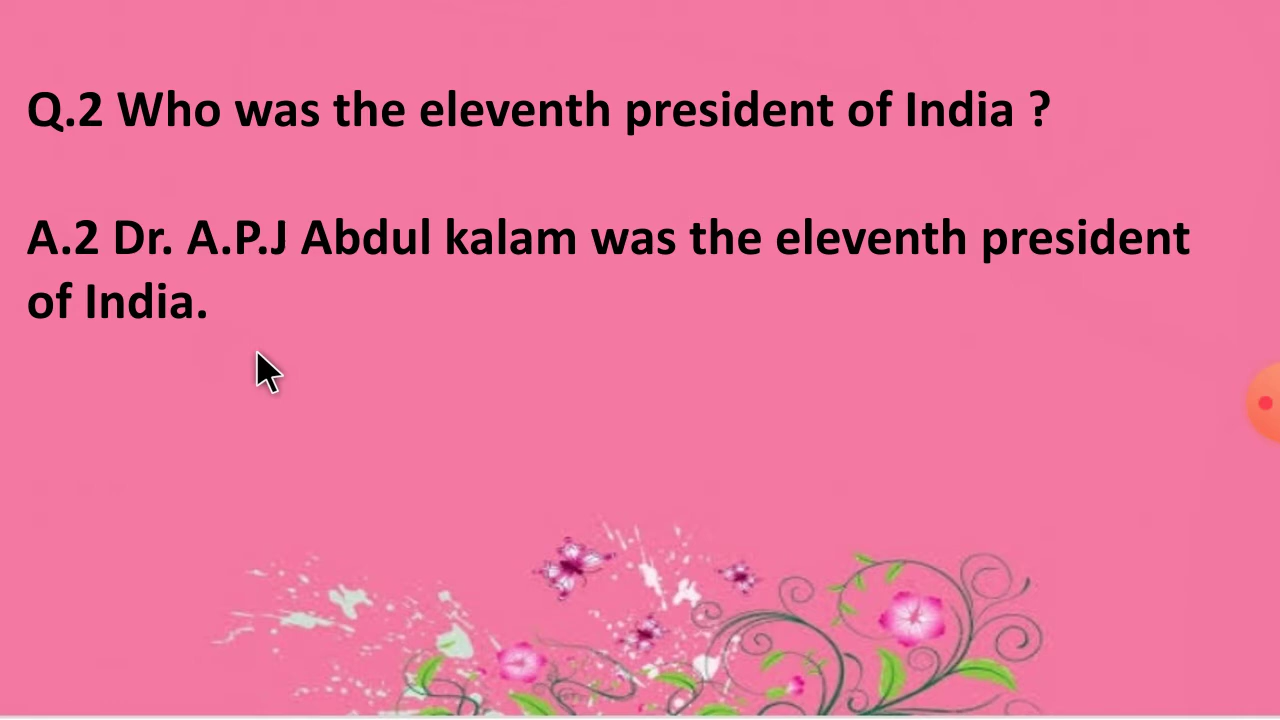 Q.2 Who was the eleventh president of India ?
A.2 Dr. A.P.J Abdul kalam was the eleventh president
of India.